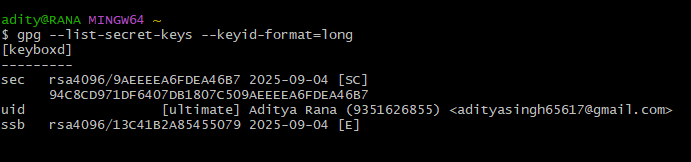 adity@RANA MINGW64 ~
$ gpg --list-secret-keys --keyid-format=long
[keyboxd]
---------
sec   rsa4096/9AEEEEA6FDEA46B7 2025-09-04 [SC]
      94C8CD971DF6407DB1807C509AEEEEA6FDEA46B7
uid                 [ultimate] Aditya Rana (9351626855) <adityasingh65617@gmail.com>
ssb   rsa4096/13C41B2A85455079 2025-09-04 [E]